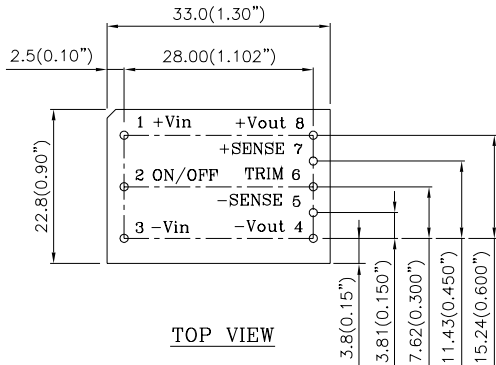 33.0(1.30”)
2.5(0.10”) 28.00(1.102”)
1 +Vin +Vout 8
+SENSE 7
2 ON/OFF TRIM 6
-SENSE 5
3 -Vin -Vout 4
22.8(0.90”)
3.8(0.15”)
3.81(0.150”)
7.62(0.300”)
11.43(0.450”)
15.24(0.600”)
TOP VIEW